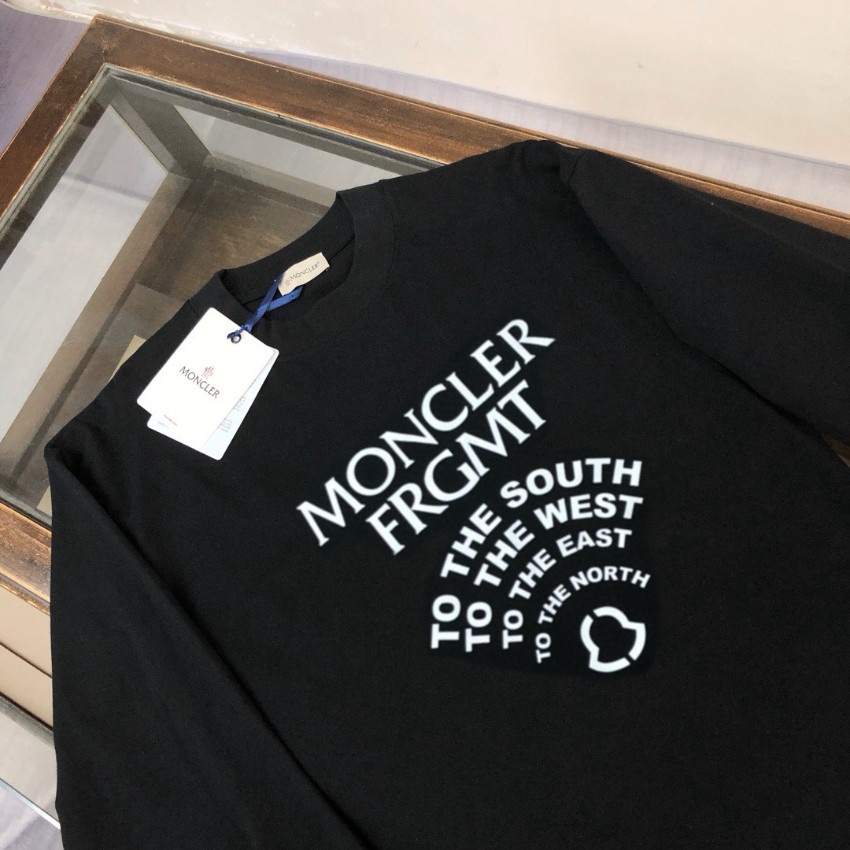 MONCLER
MONCLER
MONCLER
FRGMT
TO THE SOUTH
TO THE WEST
TO THE EAST
TO THE NORTH